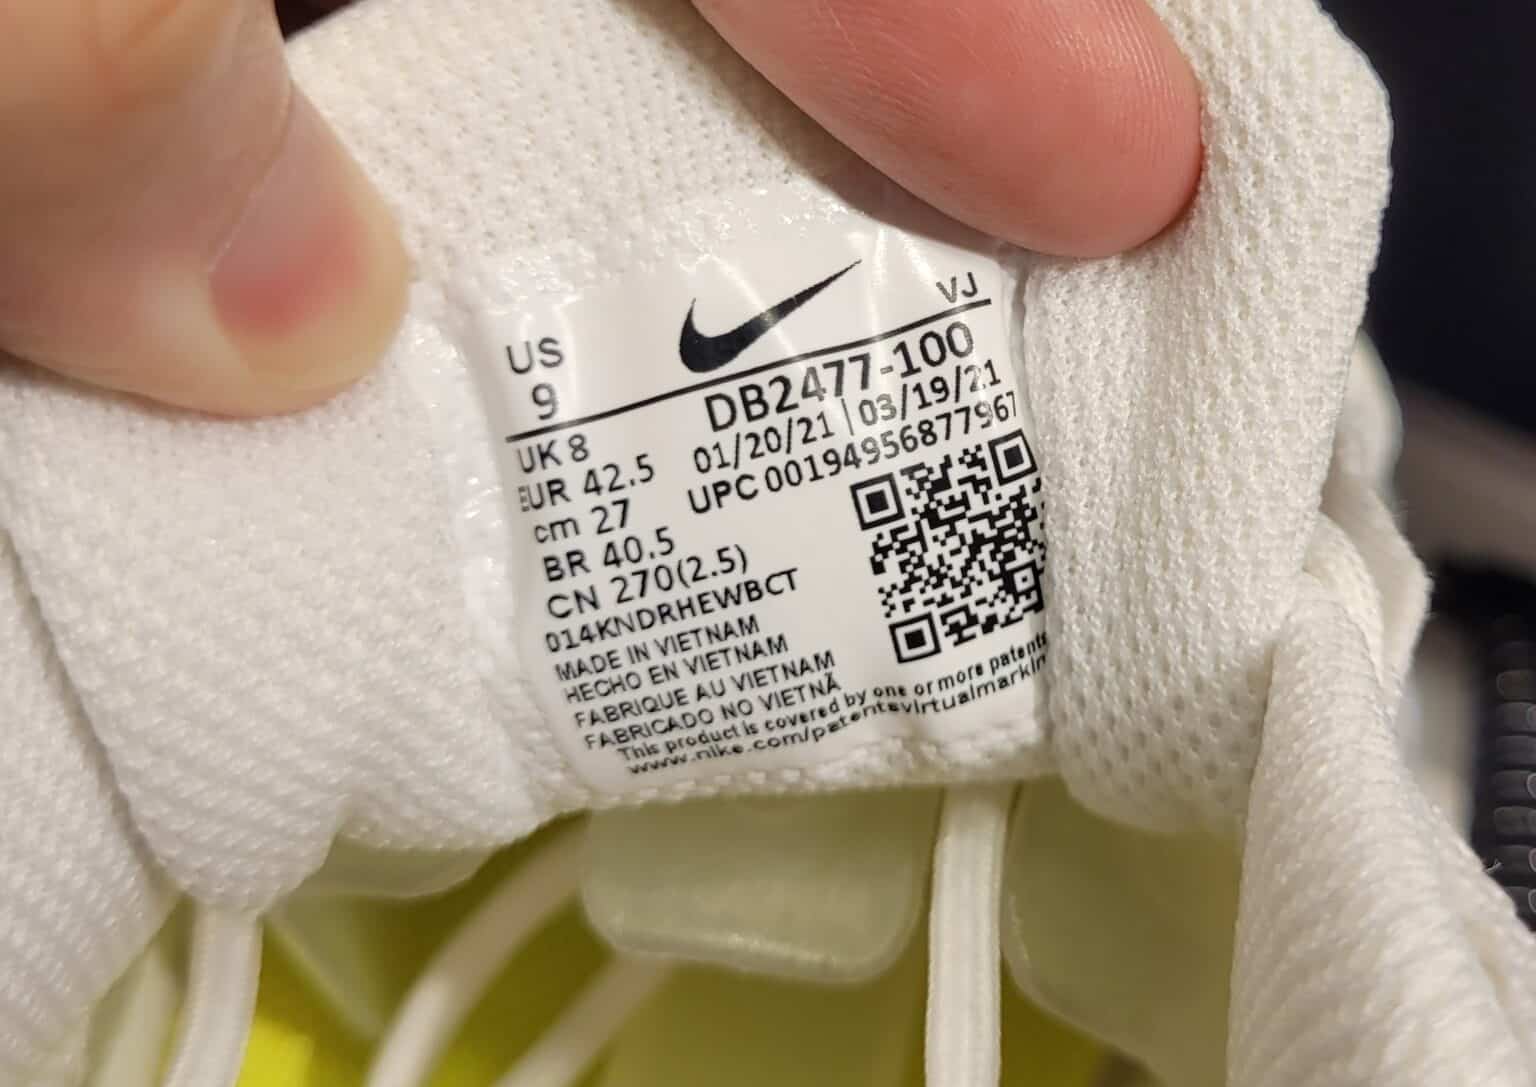 VJ
US
9
DB2477-100
01/20/21 | 03/19/21
UPC 00194956877967
UK 8
EUR 42.5
cm 27
BR 40.5
CN 270(2.5)
014KNDRHEWBCT
MADE IN VIETNAM
HECHO EN VIETNAM
FABRIQUE AU VIETNAM
FABRICADO NO VIETNÃ
This product is covered by one or more patents
www.nike.com/patentsvirtualmarkin